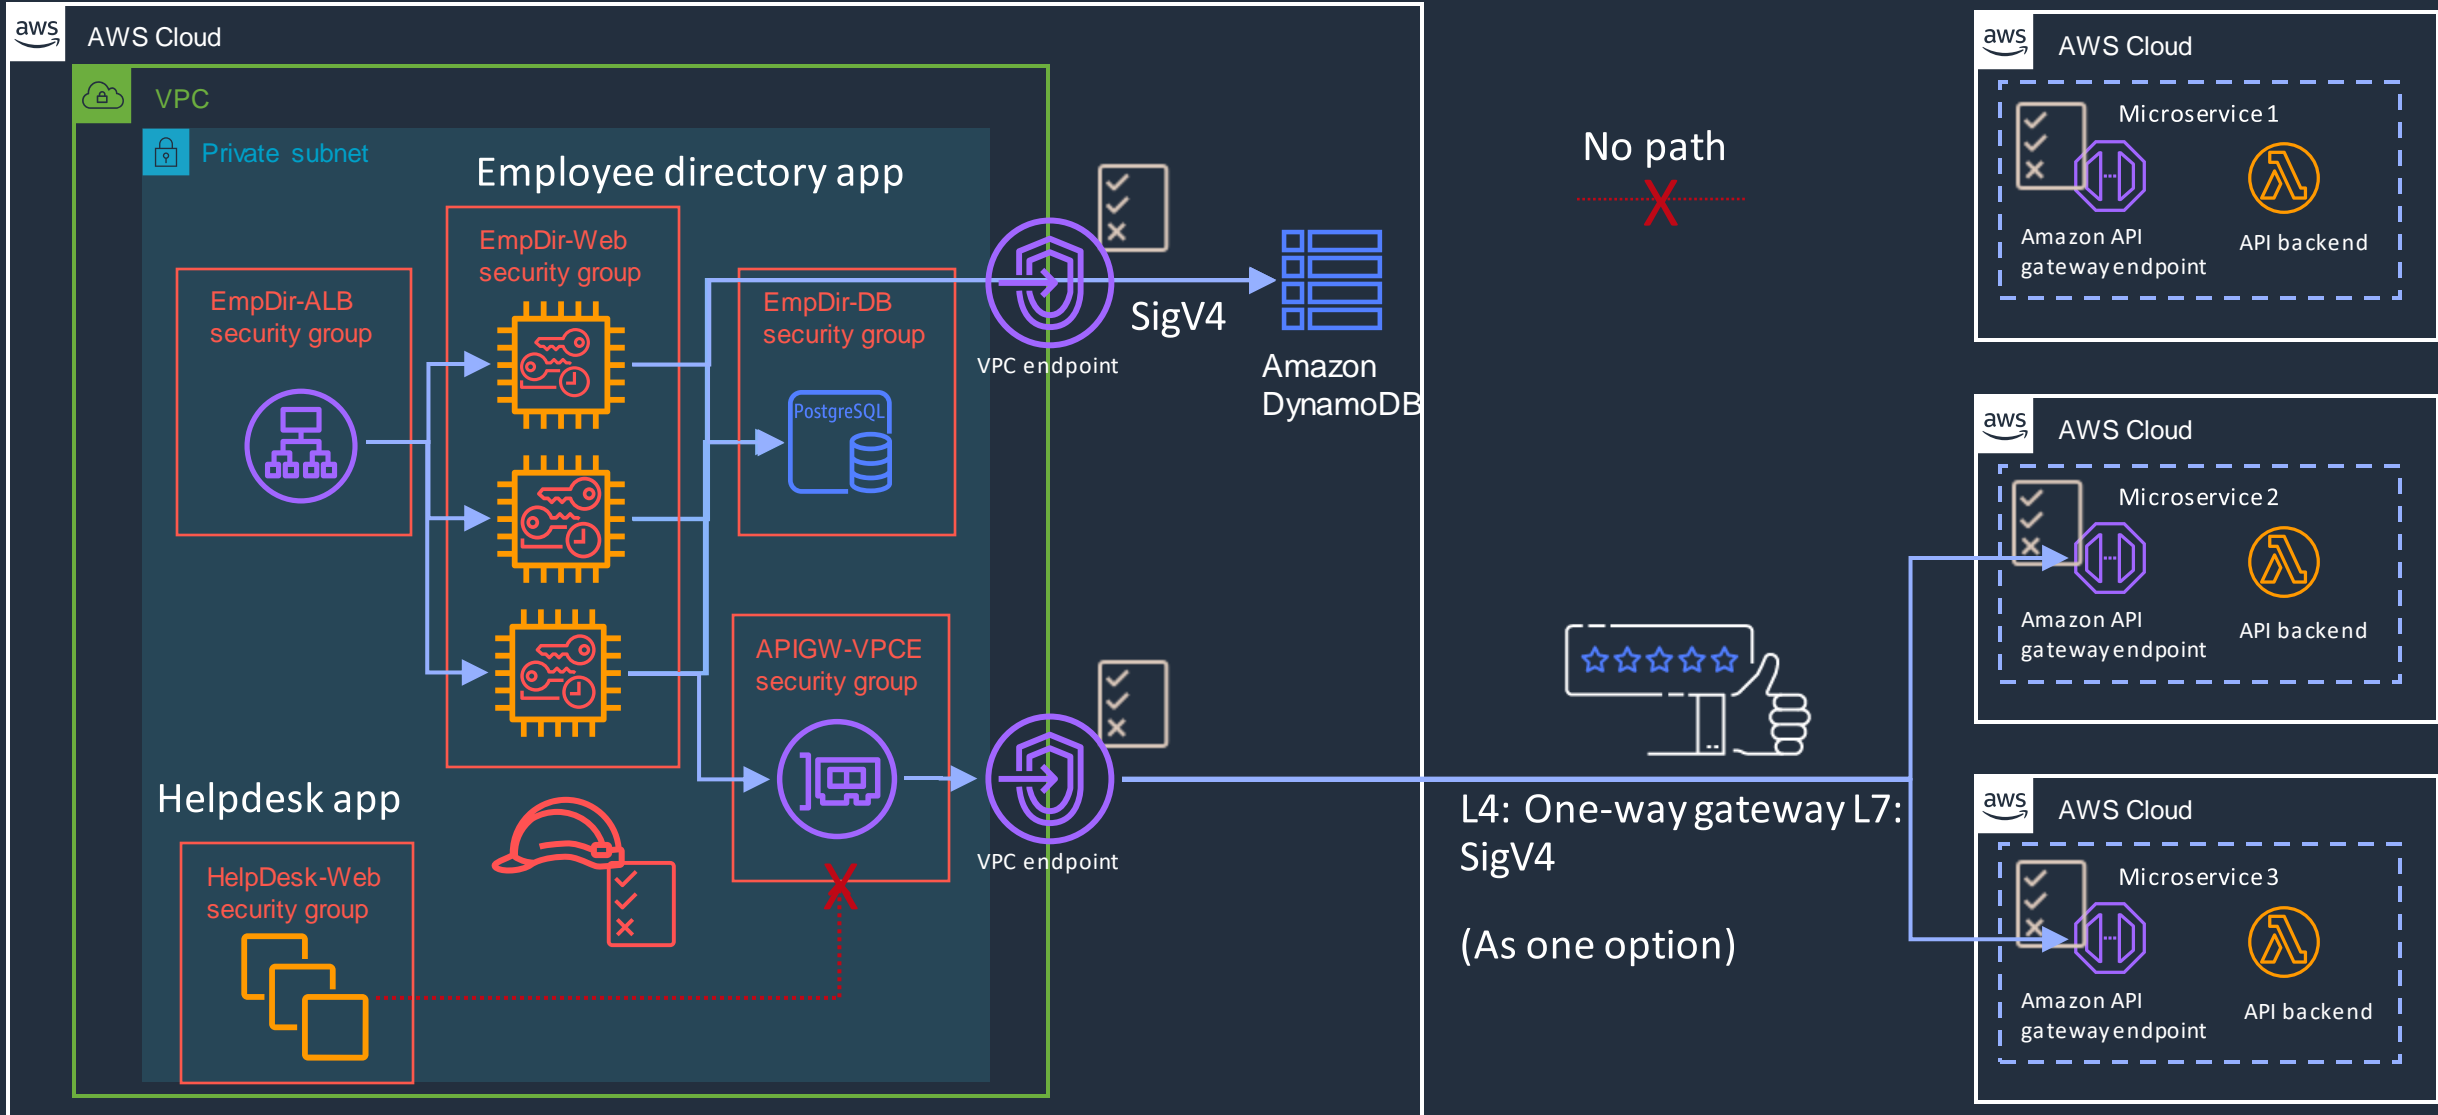 aws
AWS Cloud
VPC
Private subnet
Employee directory app
EmpDir-ALB
security group
EmpDir-Web
security group
EmpDir-DB
security group
PostgreSQL
VPC endpoint
SigV4
Amazon
DynamoDB
APIGW-VPCE
security group
VPC endpoint
Helpdesk app
HelpDesk-Web
security group
X
No path
X
L4: One-way gateway L7:
SigV4
(As one option)
aws
AWS Cloud
Microservice 1
Amazon API
gateway endpoint
API backend
aws
AWS Cloud
Microservice 2
Amazon API
gateway endpoint
API backend
aws
AWS Cloud
Microservice 3
Amazon API
gateway endpoint
API backend